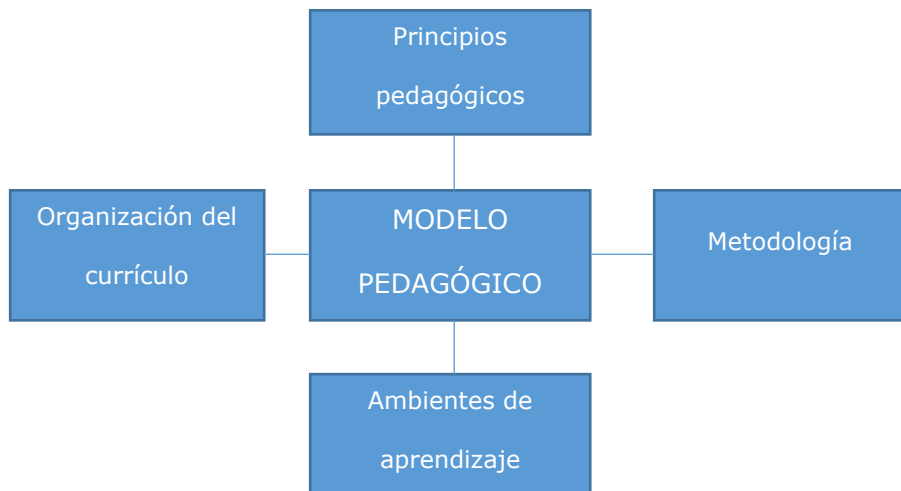 Principios
pedagógicos
Organización del
currículo
MODELO
PEDAGÓGICO
Metodología
Ambientes de
aprendizaje